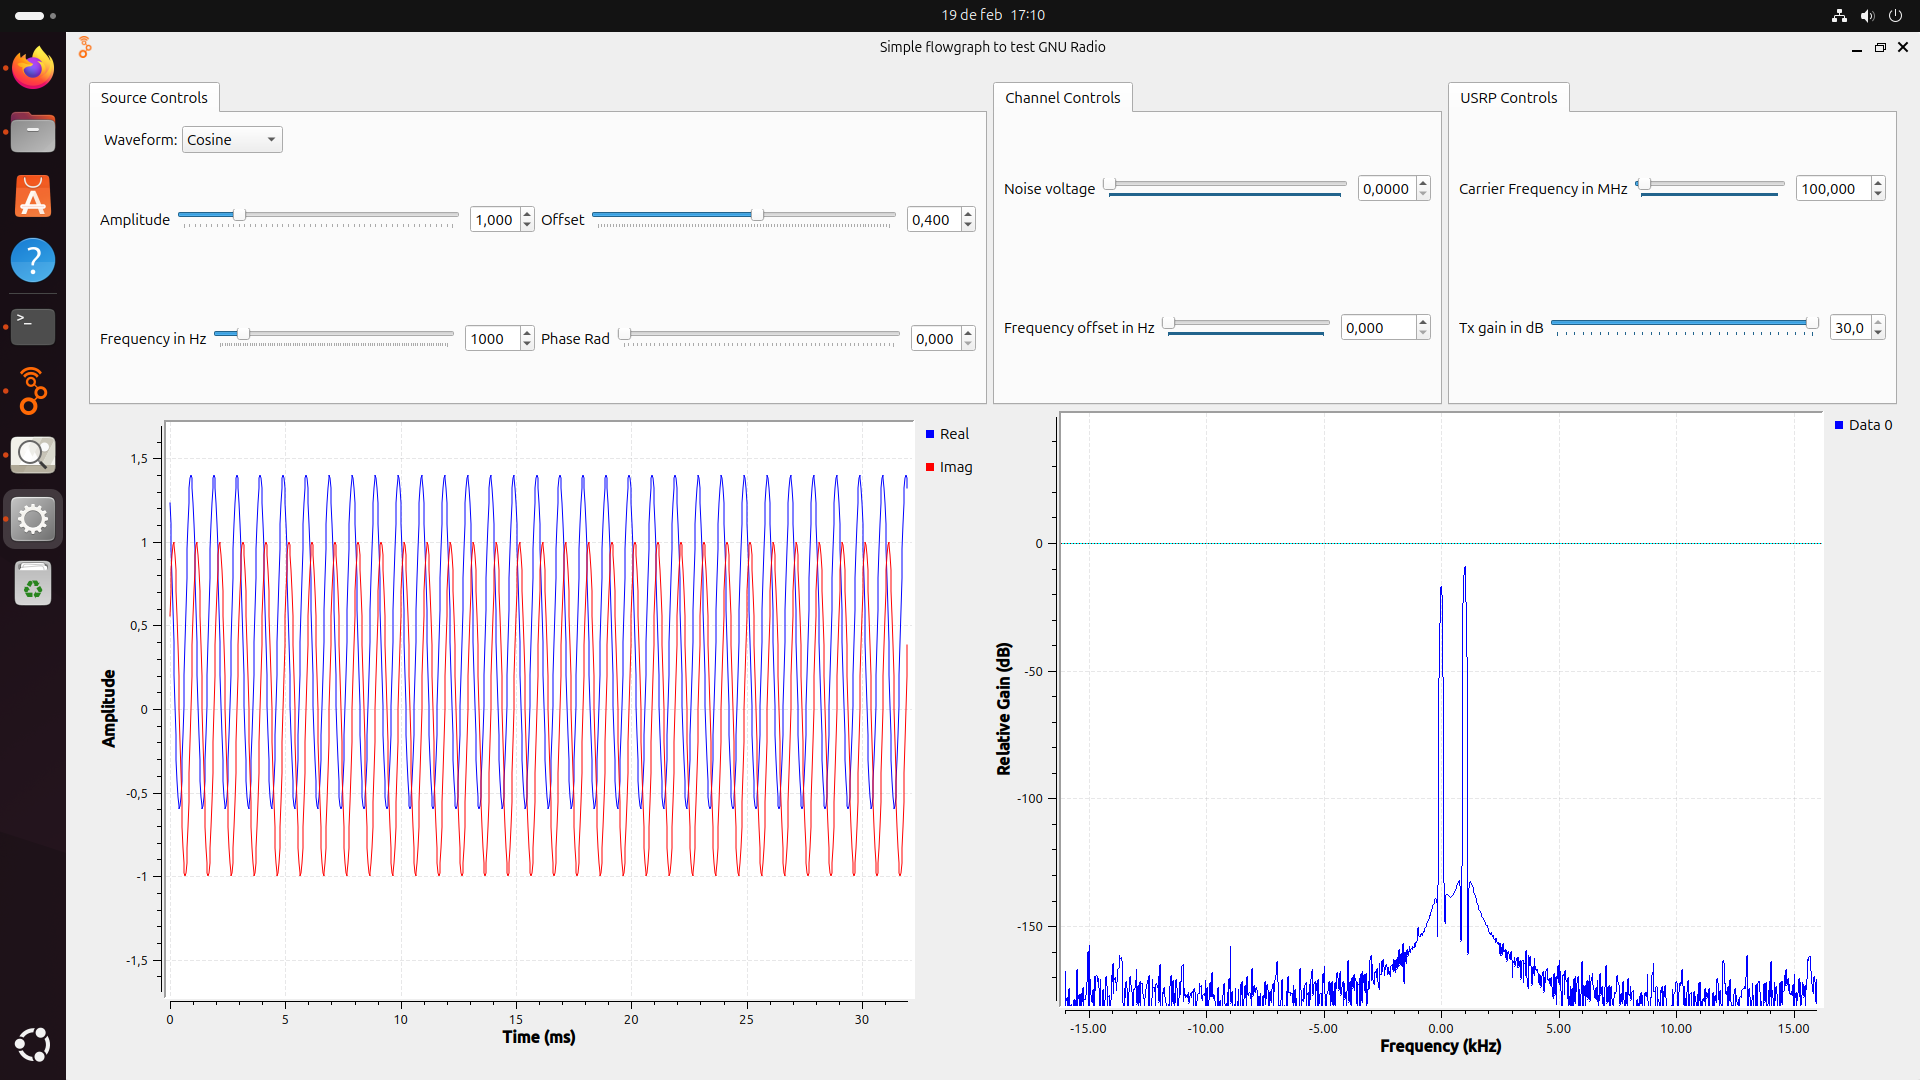 19 de feb 17:10
Simple flowgraph to test GNU Radio
Source Controls
Waveform: Cosine
Amplitude 1,000 Offset 0,400
Frequency in Hz 1000 Phase Rad 0,000
Channel Controls
Noise voltage 0,0000
Frequency offset in Hz 0,000
USRP Controls
Carrier Frequency in MHz 100,000
Tx gain in dB 30,0
Real
Imag
1,5
1
0,5
0
-0,5
-1
-1,5
Amplitude
0 5 10 15 20 25 30
Time (ms)
Data 0
0
-50
-100
-150
Relative Gain (dB)
-15.00 -10.00 -5.00 0.00 5.00 10.00 15.00
Frequency (kHz)